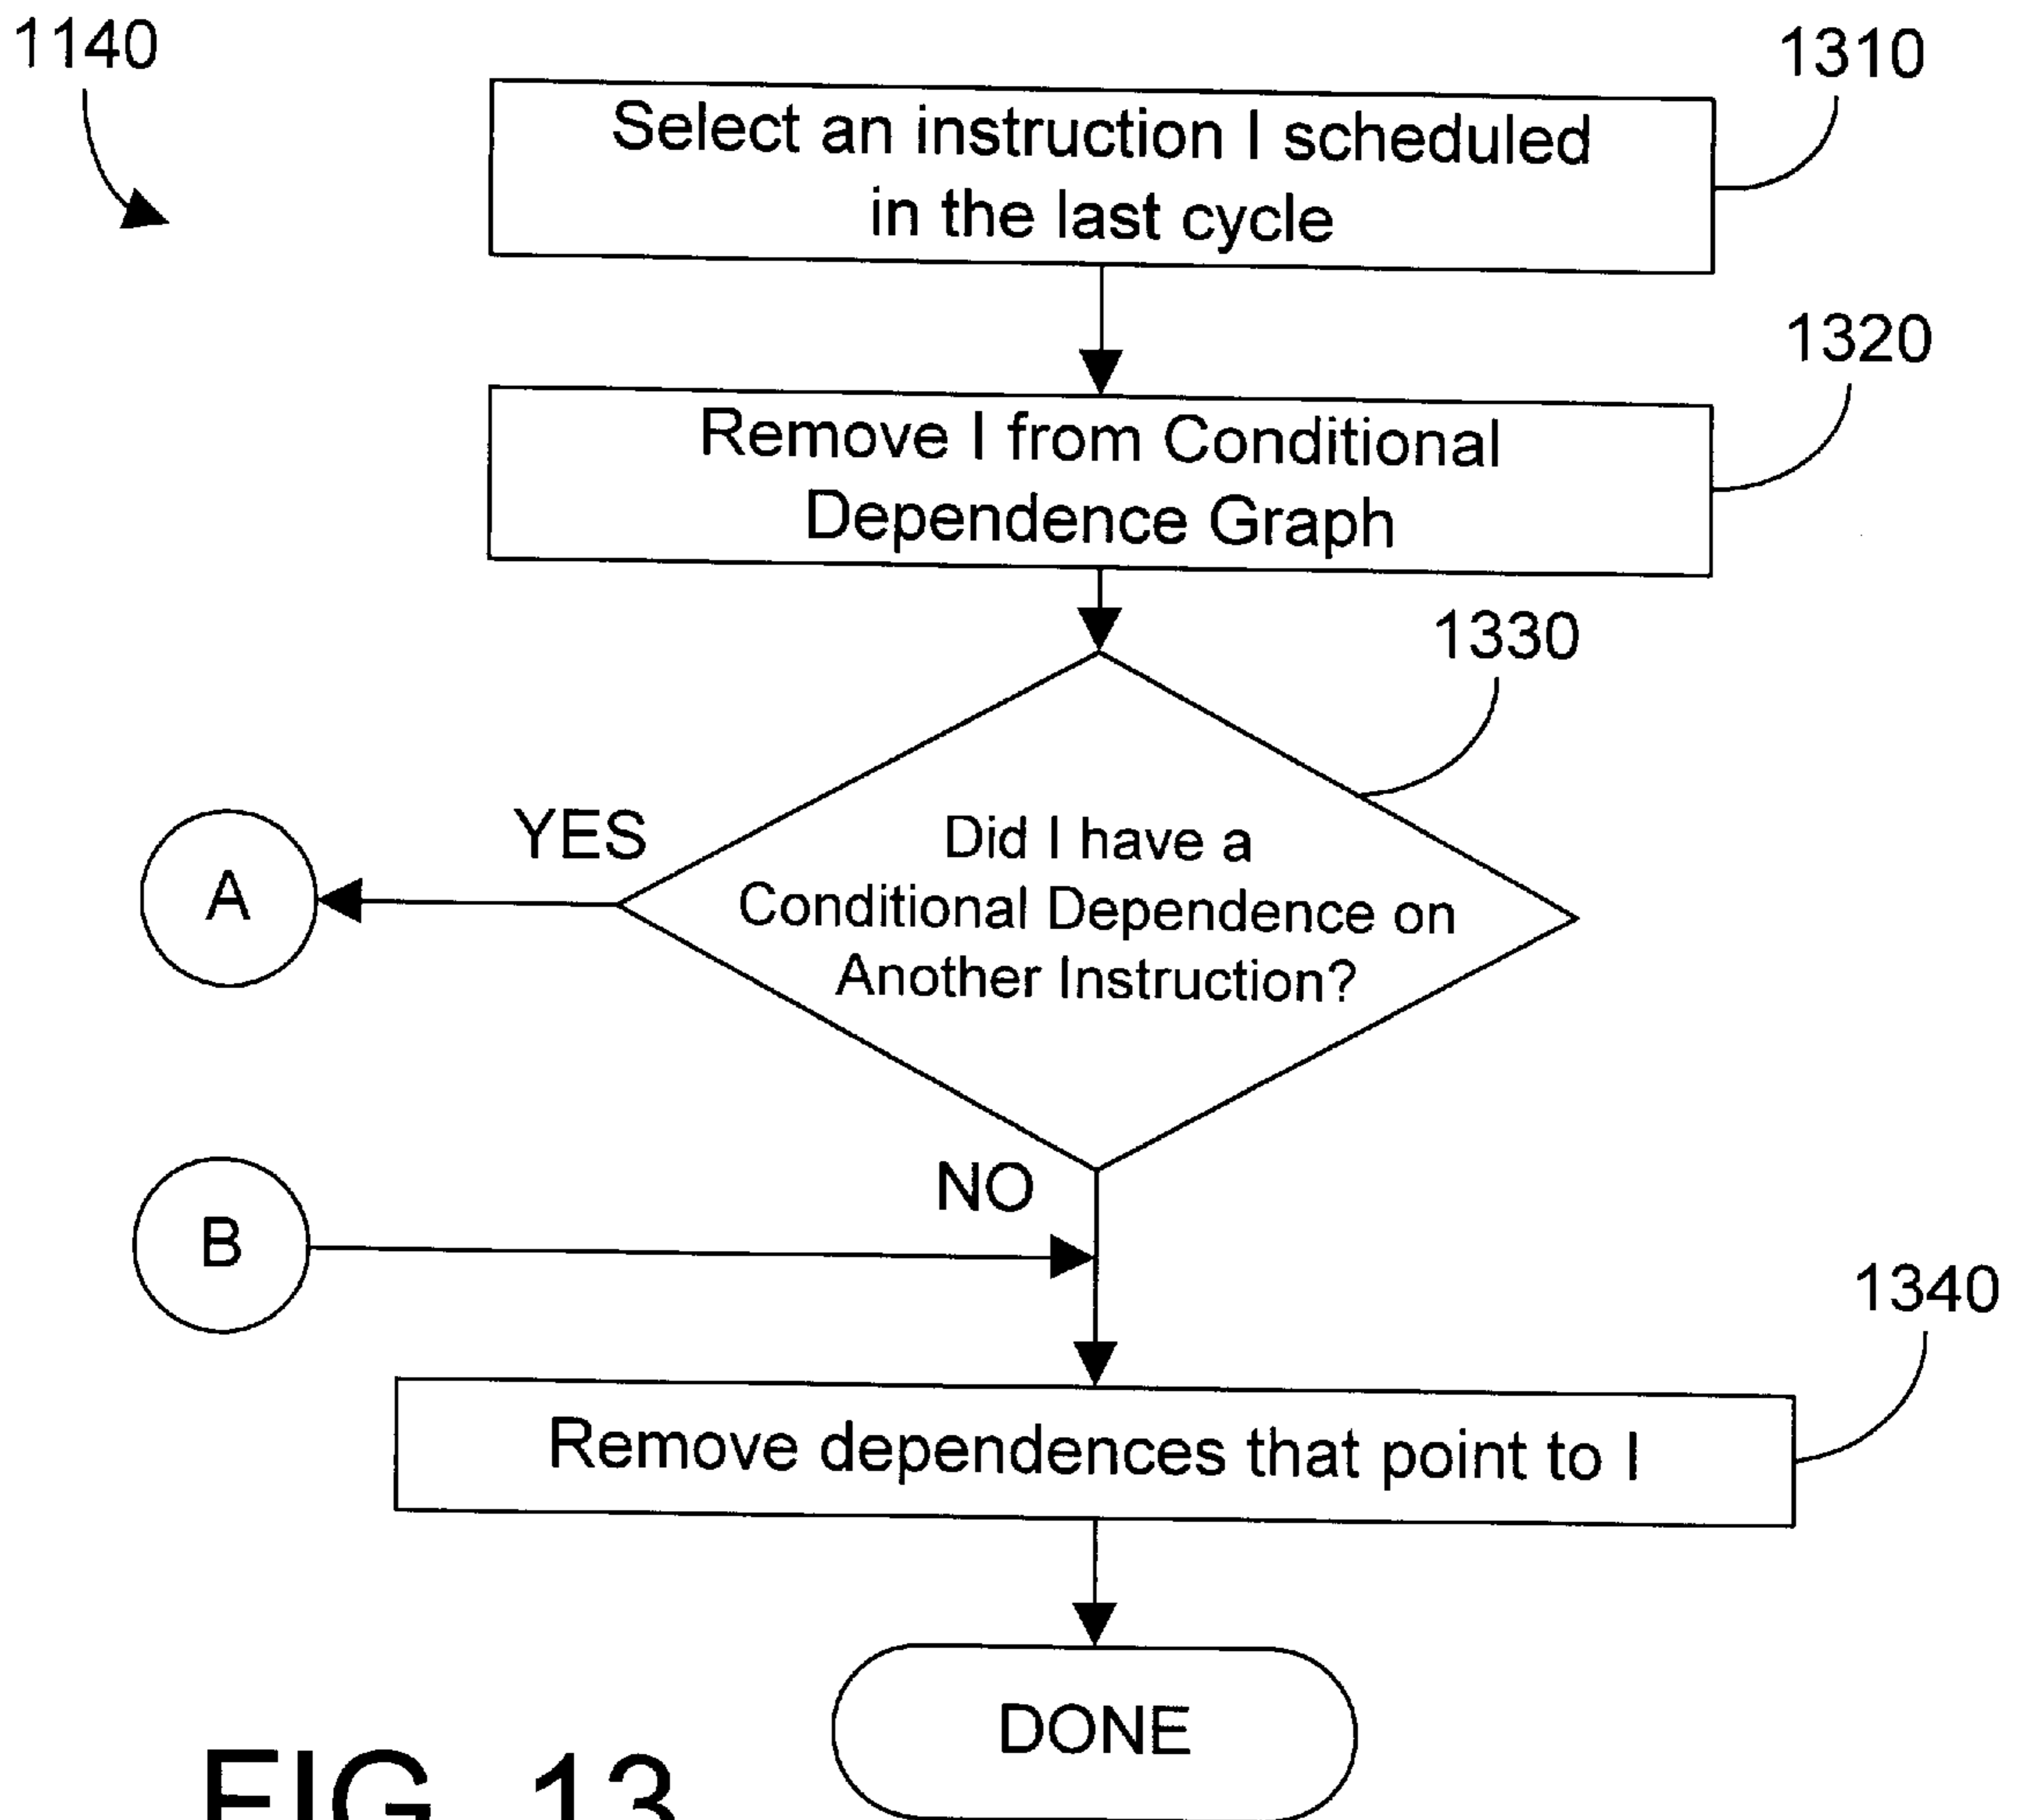 1140
1310
Select an instruction I scheduled
in the last cycle
1320
Remove I from Conditional
Dependence Graph
1330
YES
Did I have a
Conditional Dependence on
Another Instruction?
A
NO
B
1340
Remove dependences that point to I
DONE
FIG. 13